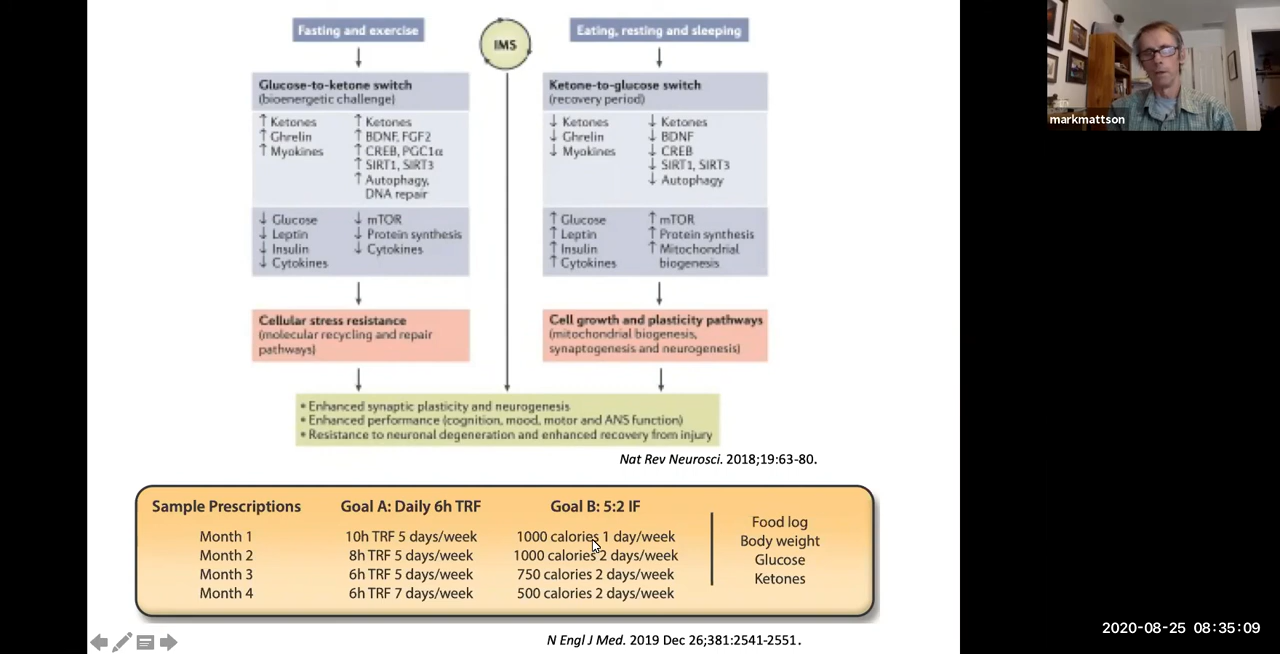 Fasting and exercise
IMS
Eating, resting and sleeping
Glucose-to-ketone switch
(bioenergetic challenge)
↑ Ketones
↑ Ghrelin
↑ Myokines
↑ Ketones
↑ BDNF, FGF2
↑ CREB, PGC1α
↑ SIRT1, SIRT3
↑ Autophagy,
DNA repair
↓ Glucose
↓ Leptin
↓ Insulin
↓ Cytokines
↓ mTOR
↓ Protein synthesis
↓ Cytokines
Cellular stress resistance
(molecular recycling and repair
pathways)
Ketone-to-glucose switch
(recovery period)
↓ Ketones
↓ Ghrelin
↓ Myokines
↓ Ketones
↓ BDNF
↓ CREB
↓ SIRT1, SIRT3
↓ Autophagy
↑ Glucose
↑ Leptin
↑ Insulin
↑ Cytokines
↑ mTOR
↑ Protein synthesis
↑ Mitochondrial
biogenesis
Cell growth and plasticity pathways
(mitochondrial biogenesis,
synaptogenesis and neurogenesis)
• Enhanced synaptic plasticity and neurogenesis
• Enhanced performance (cognition, mood, motor and ANS function)
• Resistance to neuronal degeneration and enhanced recovery from injury
Nat Rev Neurosci. 2018;19:63-80.
Sample Prescriptions Goal A: Daily 6h TRF Goal B: 5:2 IF
Month 1 10h TRF 5 days/week 1000 calories 1 day/week
Month 2 8h TRF 5 days/week 1000 calories 2 days/week
Month 3 6h TRF 5 days/week 750 calories 2 days/week
Month 4 6h TRF 7 days/week 500 calories 2 days/week
Food log
Body weight
Glucose
Ketones
N Engl J Med. 2019 Dec 26;381:2541-2551.
markmattson
2020-08-25 08:35:09